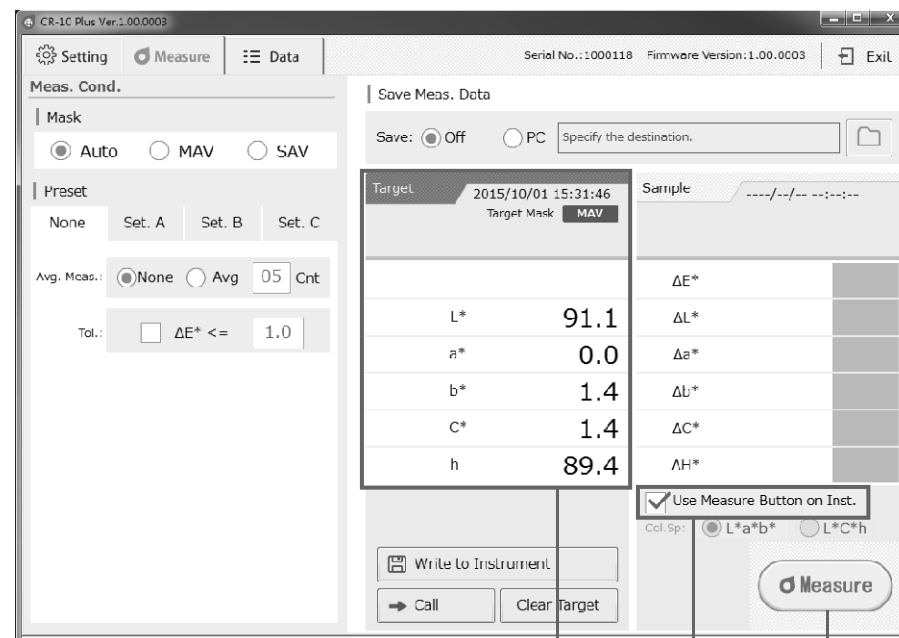 CR-10 Plus Ver.1.00.0003
Setting Measure Data
Serial No.:1000118 Firmware Version:1.00.0003 Exit
Meas. Cond.
Mask
Auto MAV SAV
Preset
None Set. A Set. B Set. C
Avg. Meas.: None Avg 05 Cnt
Tol.: ΔE* <= 1.0
Save Meas. Data
Save: Off PC Specify the destination.
Target 2015/10/01 15:31:46
Target Mask MAV
L* 91.1
a* 0.0
b* 1.4
C* 1.4
h 89.4
Write to Instrument
Call Clear Target
Sample ----/--/-- --:--:--
ΔE*
ΔL*
Δa*
Δb*
ΔC*
ΔH*
Use Measure Button on Inst.
Col.Sp: L*a*b* L*C*h
Measure